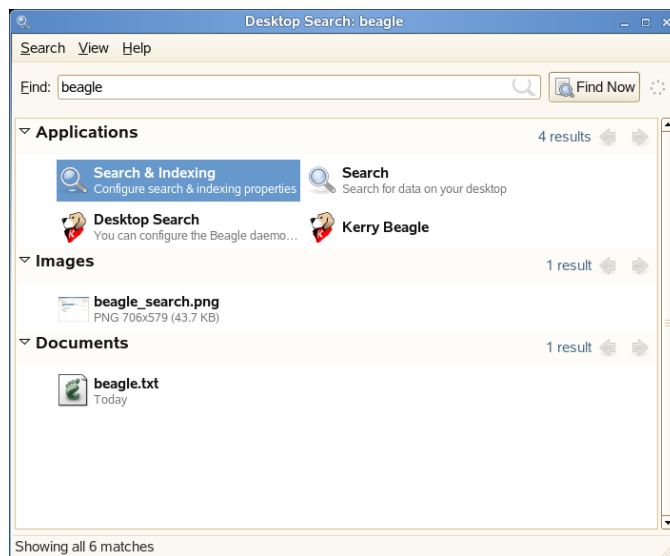 Desktop Search: beagle
Search View Help
Find: beagle Find Now
Applications 4 results
Search & Indexing
Configure search & indexing properties
Search
Search for data on your desktop
Desktop Search
You can configure the Beagle daemo...
Kerry Beagle
Images 1 result
beagle_search.png
PNG 706x579 (43.7 KB)
Documents 1 result
beagle.txt
Today
Showing all 6 matches